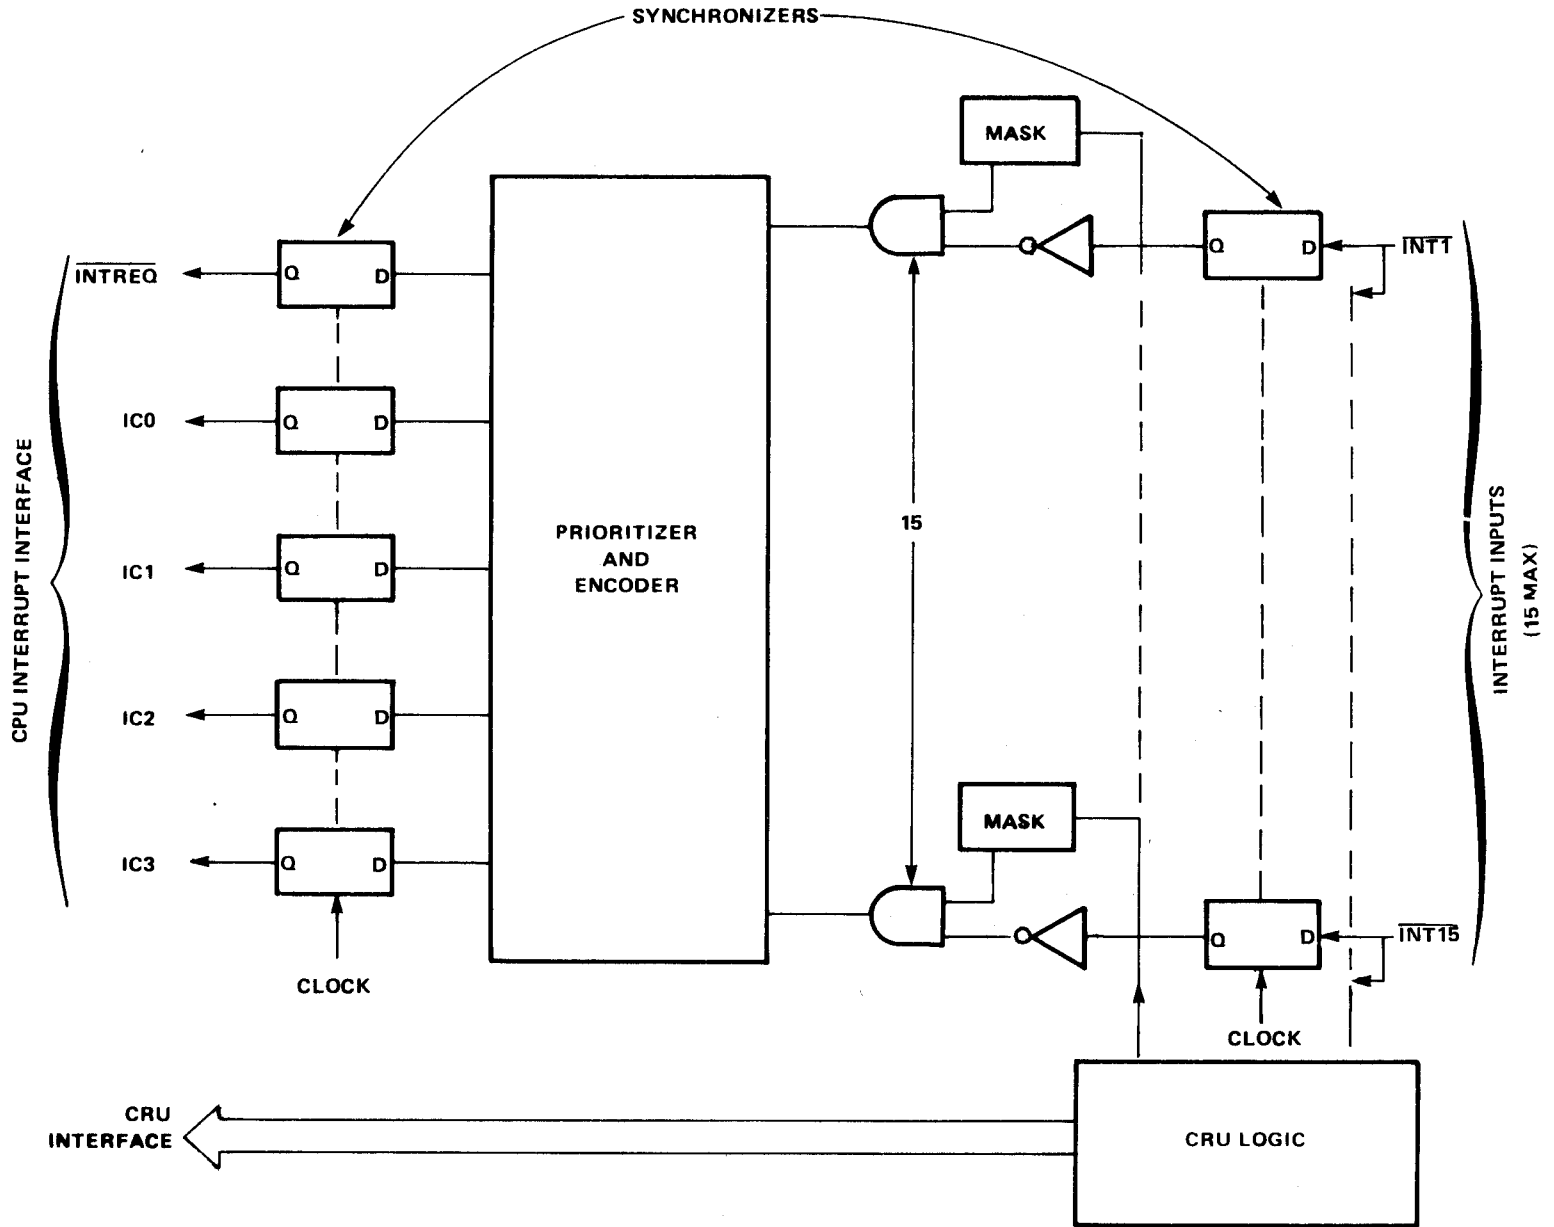 SYNCHRONIZERS
MASK
Q D
INT1
INTREQ
Q D
IC0
Q D
IC1
Q D
IC2
Q D
IC3
Q D
CLOCK
PRIORITIZER
AND
ENCODER
15
MASK
Q D
INT15
CLOCK
CPU INTERRUPT INTERFACE
INTERRUPT INPUTS
(15 MAX)
CRU
INTERFACE
CRU LOGIC